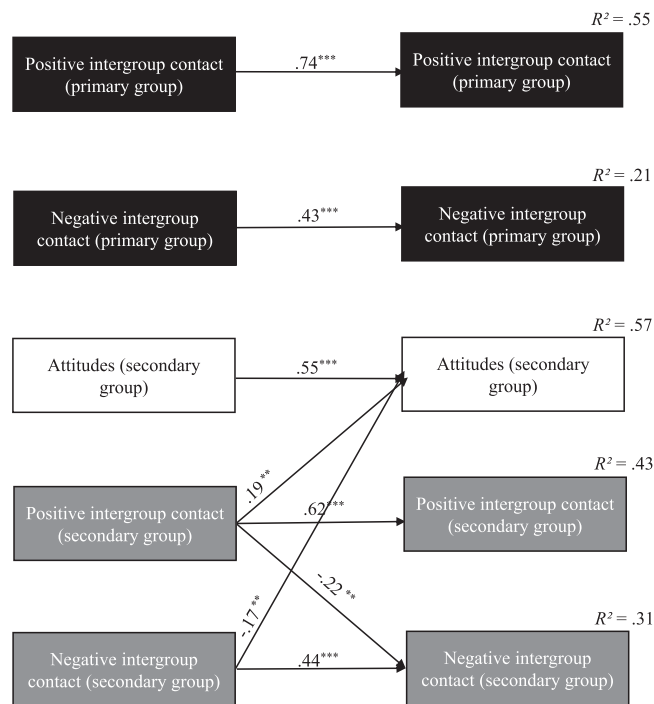 R² = .55
Positive intergroup contact
(primary group)
.74***
Positive intergroup contact
(primary group)
R² = .21
Negative intergroup
contact (primary group)
.43***
Negative intergroup
contact (primary group)
R² = .57
Attitudes (secondary
group)
.55***
Attitudes (secondary
group)
R² = .43
.19**
Positive intergroup contact
(secondary group)
.62***
Positive intergroup contact
(secondary group)
-.22**
-.17**
R² = .31
Negative intergroup
contact (secondary group)
.44***
Negative intergroup
contact (secondary group)